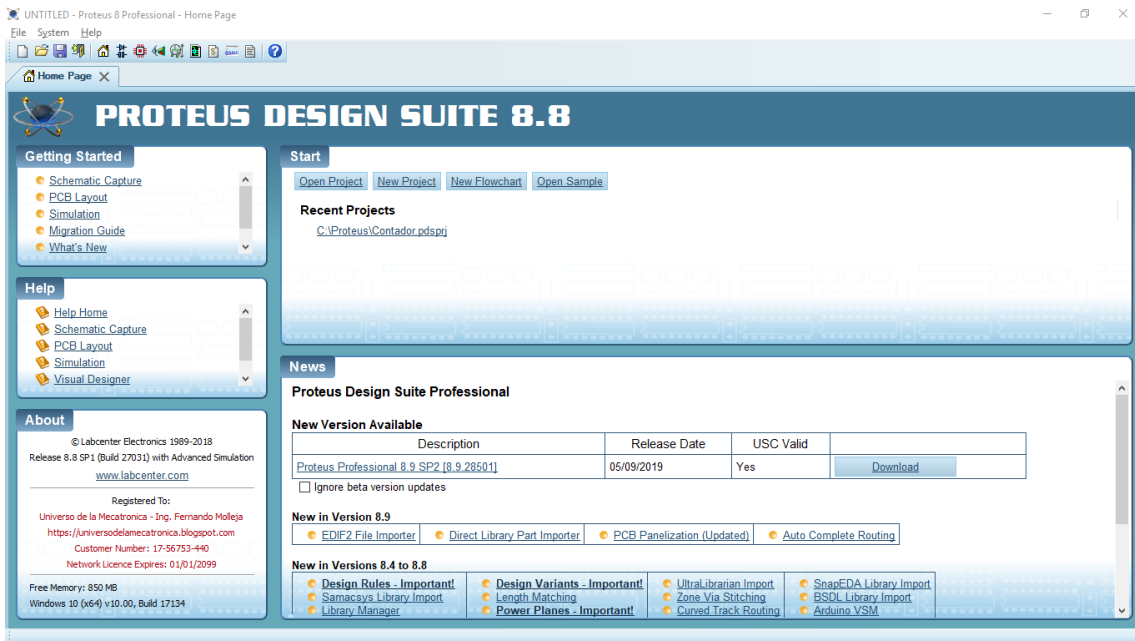 UNTITLED - Proteus 8 Professional - Home Page
File System Help
Home Page
PROTEUS DESIGN SUITE 8.8
Getting Started
Schematic Capture
PCB Layout
Simulation
Migration Guide
What's New
Help
Help Home
Schematic Capture
PCB Layout
Simulation
Visual Designer
About
© Labcenter Electronics 1989-2018
Release 8.8 SP1 (Build 27031) with Advanced Simulation
www.labcenter.com
Registered To:
Universo de la Mecatronica - Ing. Fernando Molleja
https://universodelamecatronica.blogspot.com
Customer Number: 17-56753-440
Network Licence Expires: 01/01/2099
Free Memory: 850 MB
Windows 10 (x64) v10.00, Build 17134
Start
Open Project New Project New Flowchart Open Sample
Recent Projects
C:\Proteus\Contador.pdsprj
News
Proteus Design Suite Professional
New Version Available
Description Release Date USC Valid
Proteus Professional 8.9 SP2 [8.9.28501] 05/09/2019 Yes Download
Ignore beta version updates
New in Version 8.9
EDIF2 File Importer Direct Library Part Importer PCB Panelization (Updated) Auto Complete Routing
New in Versions 8.4 to 8.8
Design Rules - Important! Design Variants - Important! UltraLibrarian Import SnapEDA Library Import
Samacsys Library Import Length Matching Zone Via Stitching BSDL Library Import
Library Manager Power Planes - Important! Curved Track Routing Arduino VSM